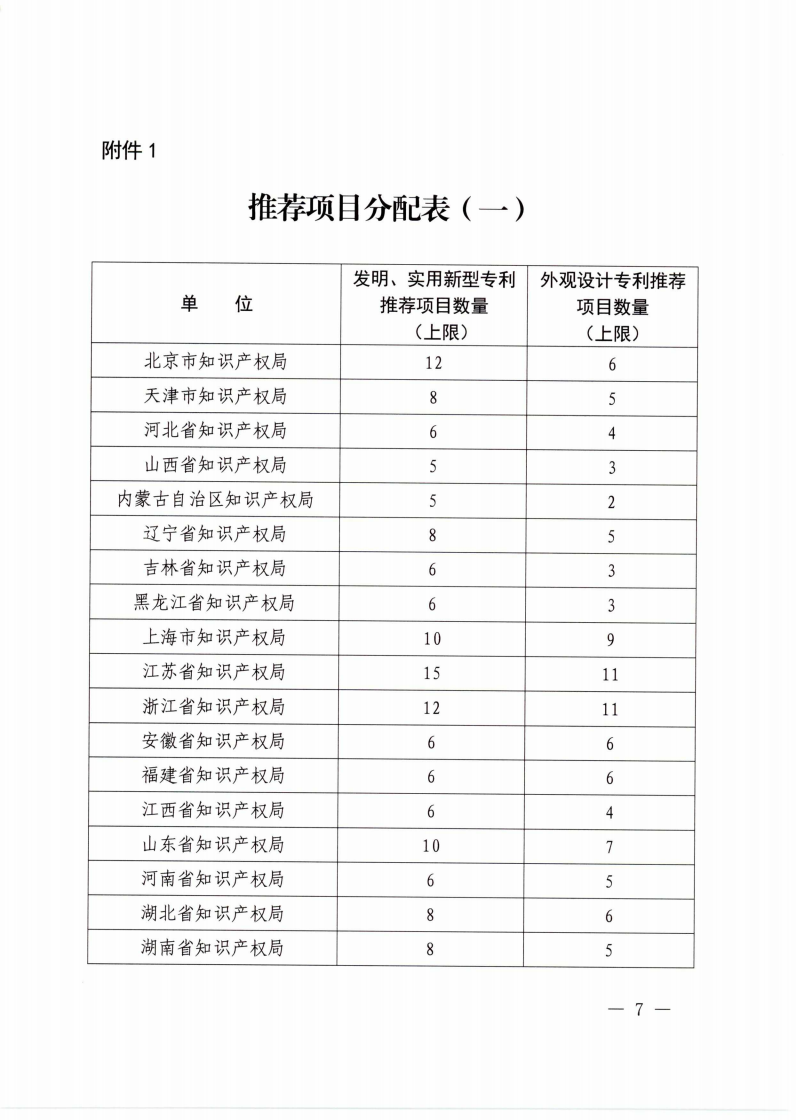 附件 1
推荐项目分配表（一）
单 位
发明、实用新型专利
推荐项目数量
（上限）
外观设计专利推荐
项目数量
（上限）
北京市知识产权局 12 6
天津市知识产权局 8 5
河北省知识产权局 6 4
山西省知识产权局 5 3
内蒙古自治区知识产权局 5 2
辽宁省知识产权局 8 5
吉林省知识产权局 6 3
黑龙江省知识产权局 6 3
上海市知识产权局 10 9
江苏省知识产权局 15 11
浙江省知识产权局 12 11
安徽省知识产权局 6 6
福建省知识产权局 6 6
江西省知识产权局 6 4
山东省知识产权局 10 7
河南省知识产权局 6 5
湖北省知识产权局 8 6
湖南省知识产权局 8 5
— 7 —